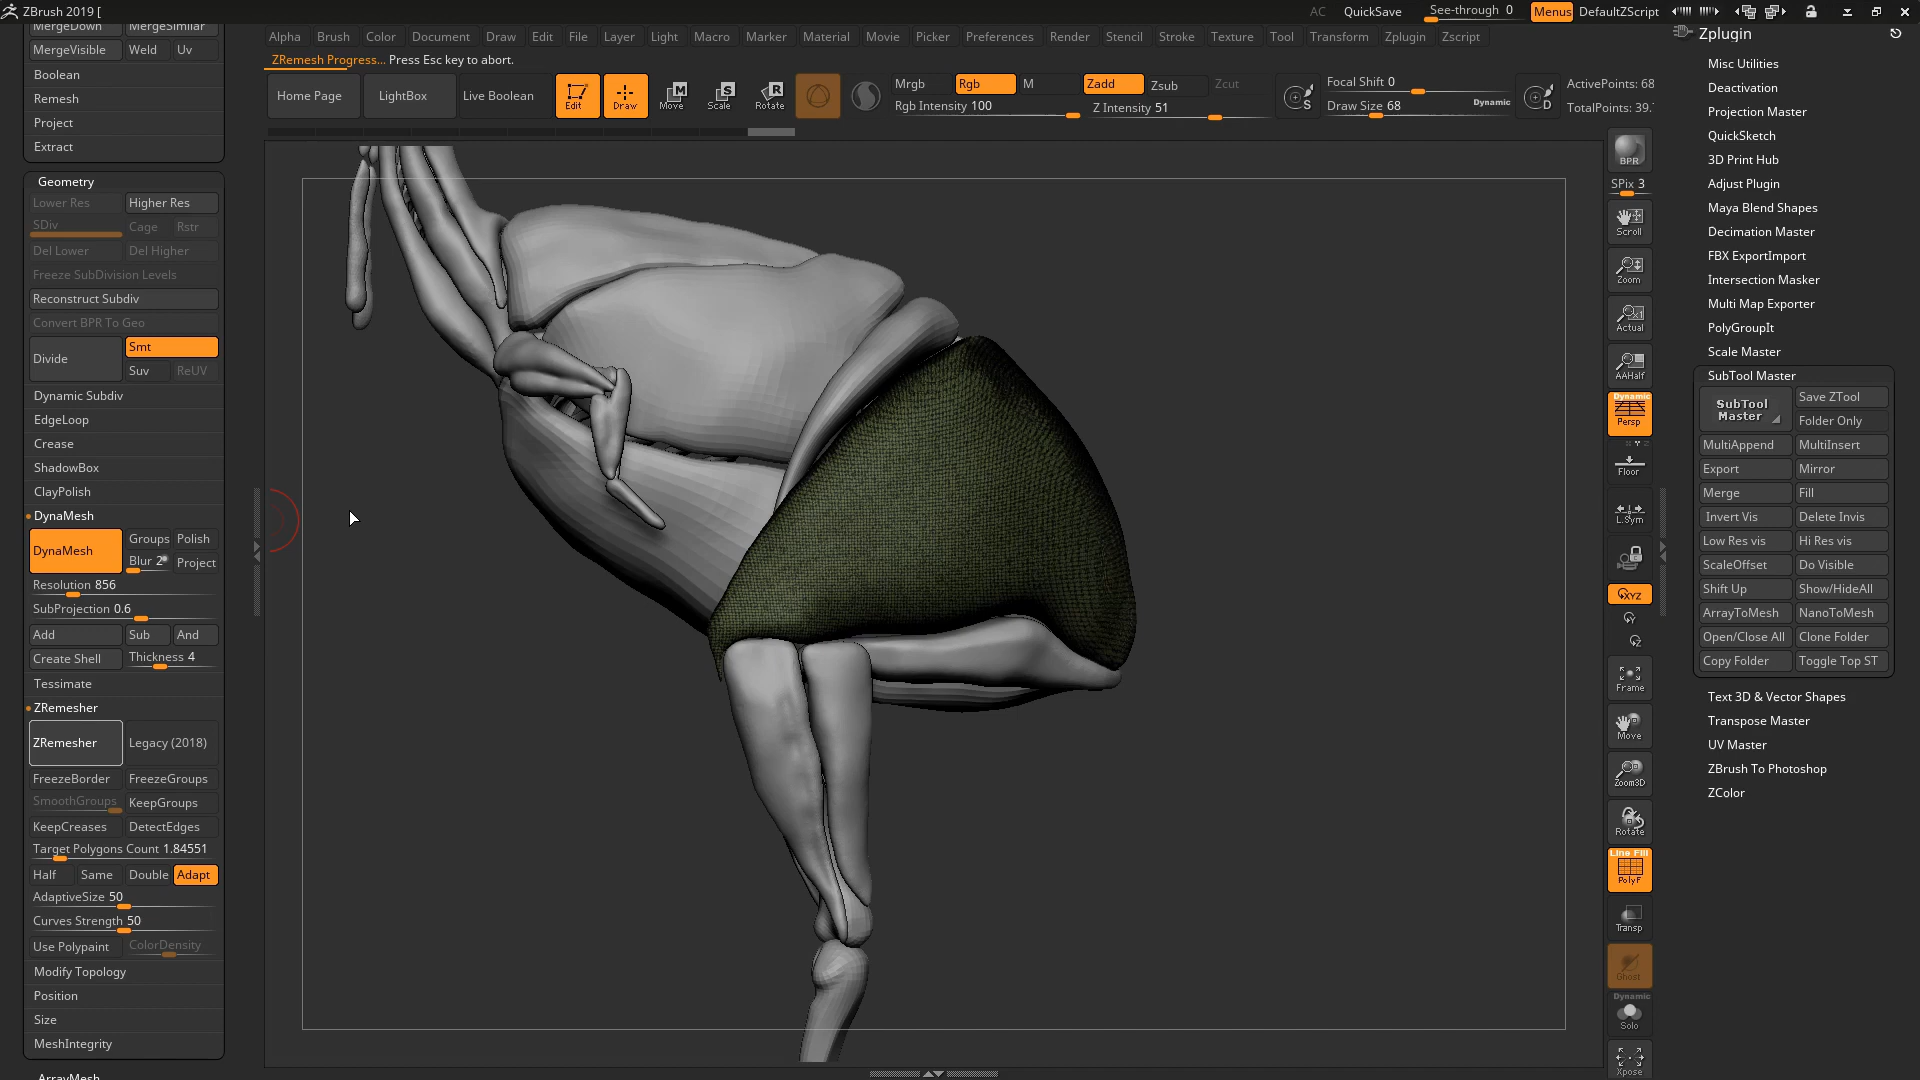 ZBrush 2019 [
AC QuickSave See-through 0 Menus DefaultZScript
Alpha Brush Color Document Draw Edit File Layer Light Macro Marker Material Movie Picker Preferences Render Stencil Stroke Texture Tool Transform Zplugin Zscript
ZRemesh Progress... Press Esc key to abort.
Home Page LightBox Live Boolean Edit Draw Move Scale Rotate
Mrgb Rgb M Zadd Zsub Zcut
Rgb Intensity 100 Z Intensity 51
Focal Shift 0
Draw Size 68 Dynamic
ActivePoints: 68
TotalPoints: 39.
MergeDown MergeSimilar
MergeVisible Weld Uv
Boolean
Remesh
Project
Extract
Geometry
Lower Res Higher Res
SDiv Cage Rstr
Del Lower Del Higher
Freeze SubDivision Levels
Reconstruct Subdiv
Convert BPR To Geo
Divide Smt
Suv ReUV
Dynamic Subdiv
EdgeLoop
Crease
ShadowBox
ClayPolish
DynaMesh
DynaMesh Groups Polish
Blur 2 Project
Resolution 856
SubProjection 0.6
Add Sub And
Create Shell Thickness 4
Tessimate
ZRemesher
ZRemesher Legacy (2018)
FreezeBorder FreezeGroups
SmoothGroups KeepGroups
KeepCreases DetectEdges
Target Polygons Count 1.84551
Half Same Double Adapt
AdaptiveSize 50
Curves Strength 50
Use Polypaint ColorDensity
Modify Topology
Position
Size
MeshIntegrity
ArrayMesh
BPR
SPix 3
Scroll
Zoom
Actual
AAHalf
Dynamic
Persp
Floor
L.Sym
XYZ
Frame
Move
Zoom3D
Rotate
Line Fill
PolyF
Transp
Ghost
Dynamic
Solo
Xpose
Zplugin
Misc Utilities
Deactivation
Projection Master
QuickSketch
3D Print Hub
Adjust Plugin
Maya Blend Shapes
Decimation Master
FBX ExportImport
Intersection Masker
Multi Map Exporter
PolyGroupIt
Scale Master
SubTool Master
SubTool Master Save ZTool
Folder Only
MultiAppend MultiInsert
Export Mirror
Merge Fill
Invert Vis Delete Invis
Low Res vis Hi Res vis
ScaleOffset Do Visible
Shift Up Show/HideAll
ArrayToMesh NanoToMesh
Open/Close All Clone Folder
Copy Folder Toggle Top ST
Text 3D & Vector Shapes
Transpose Master
UV Master
ZBrush To Photoshop
ZColor